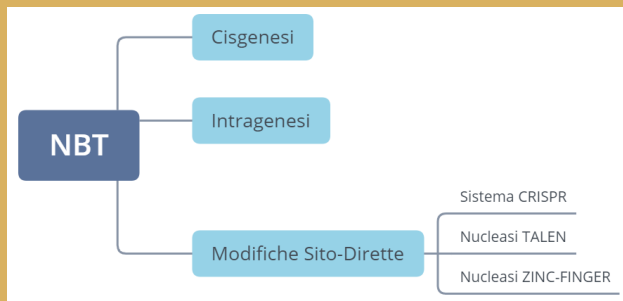 NBT
Cisgenesi
Intragenesi
Modifiche Sito-Dirette
Sistema CRISPR
Nucleasi TALEN
Nucleasi ZINC-FINGER